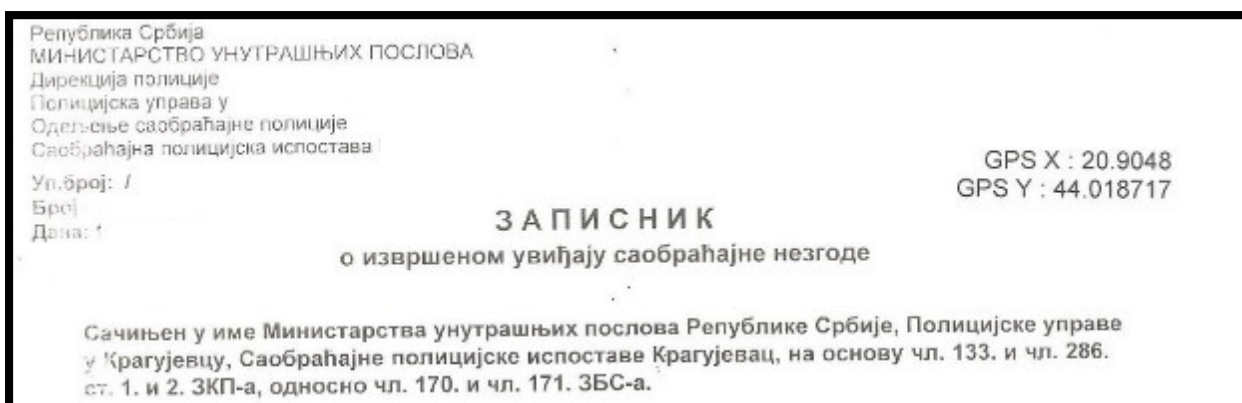 Република Србија
МИНИСТАРСТВО УНУТРАШЊИХ ПОСЛОВА
Дирекција полиције
Полицијска управа у
Одељење саобраћајне полиције
Саобраћајна полицијска испостава
GPS X : 20.9048
Уп.број: /
GPS Y : 44.018717
Број
Дана:
ЗАПИСНИК
о извршеном увиђају саобраћајне незгоде
Сачињен у име Министарства унутрашњих послова Републике Србије, Полицијске управе
у Крагујевцу, Саобраћајне полицијске испоставе Крагујевац, на основу чл. 133. и чл. 286.
ст. 1. и 2. ЗКП-а, односно чл. 170. и чл. 171. ЗБС-а.